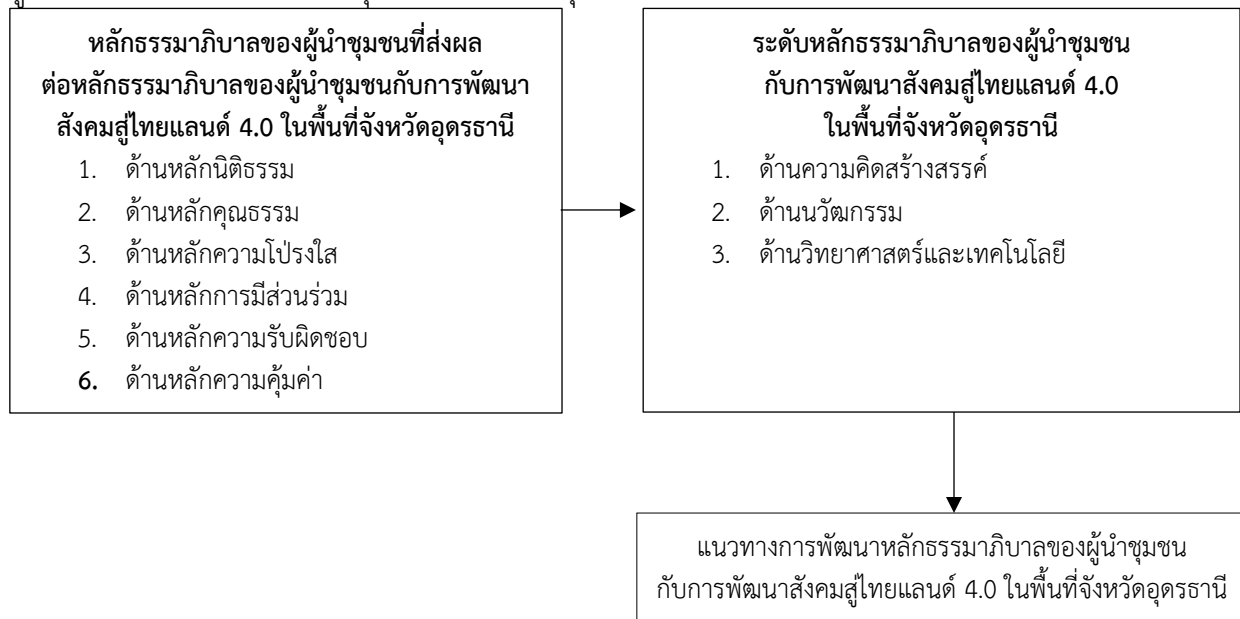 หลักธรรมาภิบาลของผู้นำชุมชนที่ส่งผล
ต่อหลักธรรมาภิบาลของผู้นำชุมชนกับการพัฒนา
สังคมสู่ไทยแลนด์ 4.0 ในพื้นที่จังหวัดอุดรธานี
1. ด้านหลักนิติธรรม
2. ด้านหลักคุณธรรม
3. ด้านหลักความโปร่งใส
4. ด้านหลักการมีส่วนร่วม
5. ด้านหลักความรับผิดชอบ
6. ด้านหลักความคุ้มค่า
ระดับหลักธรรมาภิบาลของผู้นำชุมชน
กับการพัฒนาสังคมสู่ไทยแลนด์ 4.0
ในพื้นที่จังหวัดอุดรธานี
1. ด้านความคิดสร้างสรรค์
2. ด้านนวัฒกรรม
3. ด้านวิทยาศาสตร์และเทคโนโลยี
แนวทางการพัฒนาหลักธรรมาภิบาลของผู้นำชุมชน
กับการพัฒนาสังคมสู่ไทยแลนด์ 4.0 ในพื้นที่จังหวัดอุดรธานี